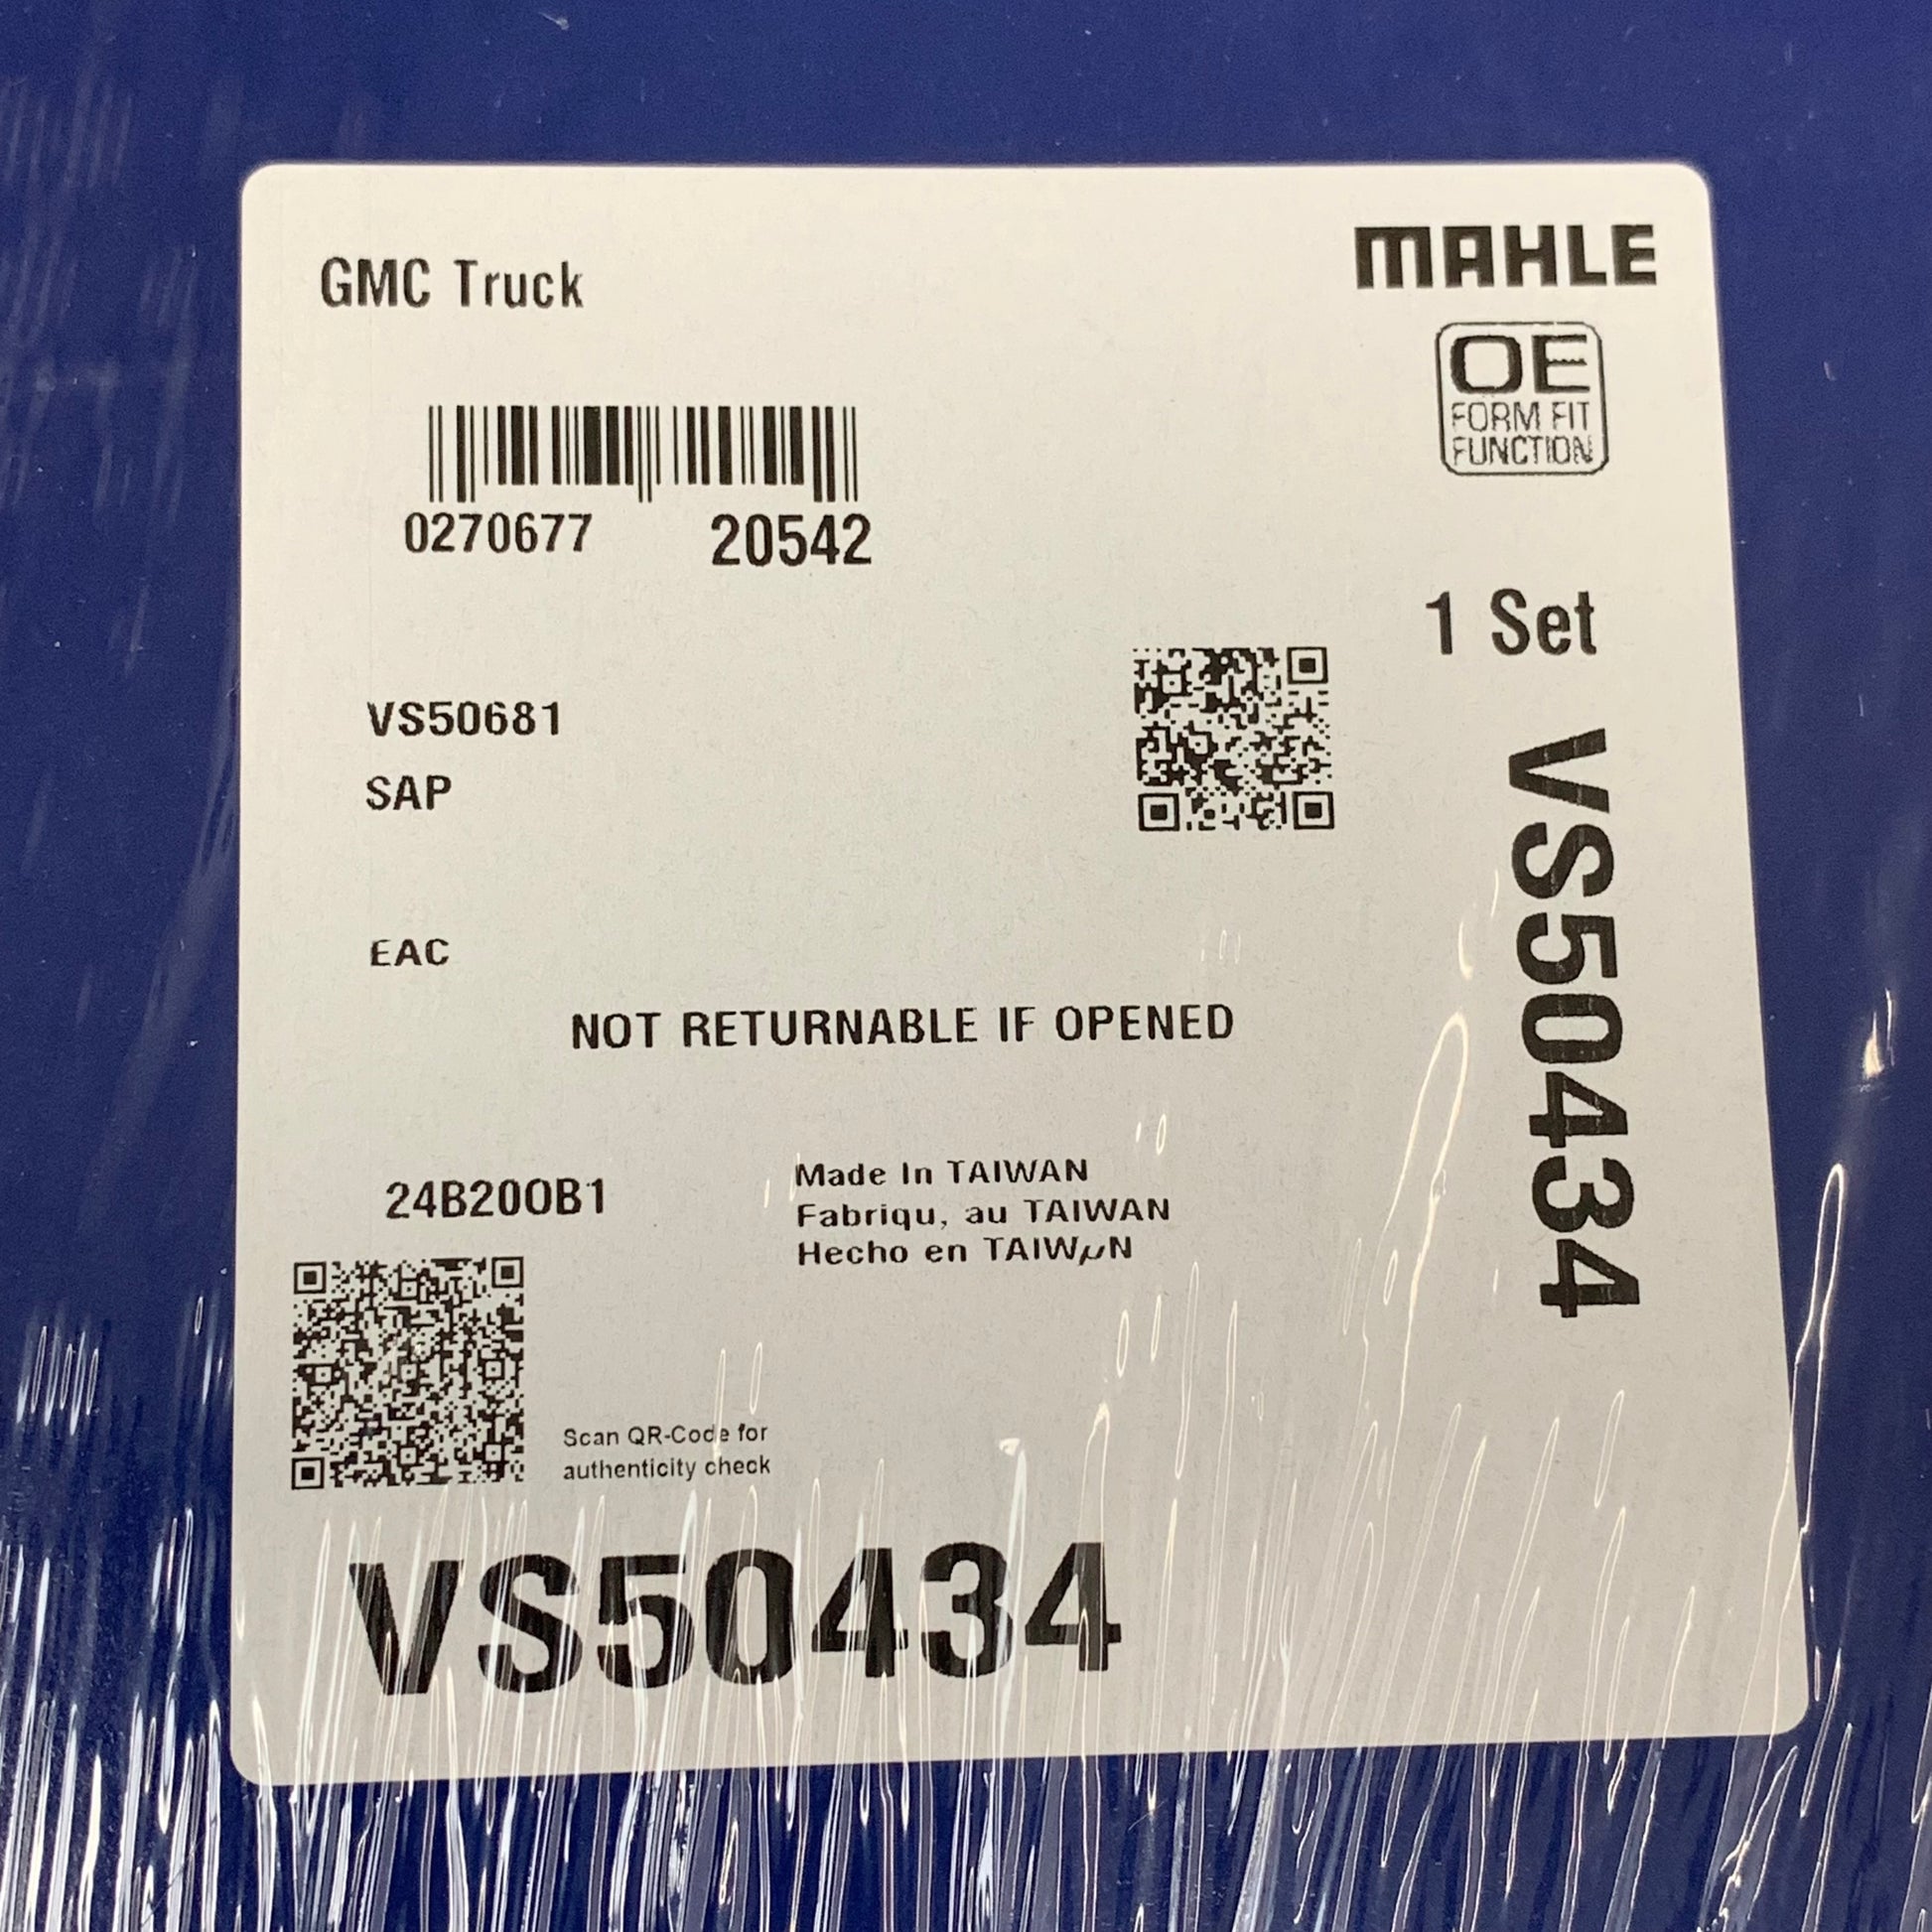 GMC Truck
MAHLE
OE
FORM FIT
FUNCTION
0270677 20542
1 Set
VS50681
SAP
VS50434
EAC
NOT RETURNABLE IF OPENED
24B20OB1
Made In TAIWAN
Fabriqu, au TAIWAN
Hecho en TAIWµN
Scan QR-Code for
authenticity check
VS50434